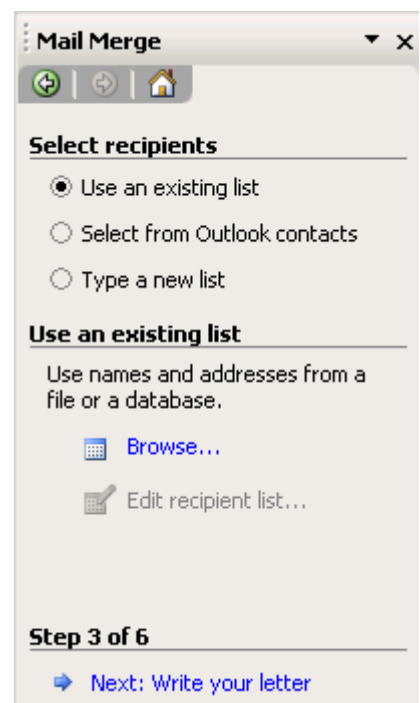 Mail Merge
Select recipients
Use an existing list
Select from Outlook contacts
Type a new list
Use an existing list
Use names and addresses from a
file or a database.
Browse...
Edit recipient list...
Step 3 of 6
Next: Write your letter